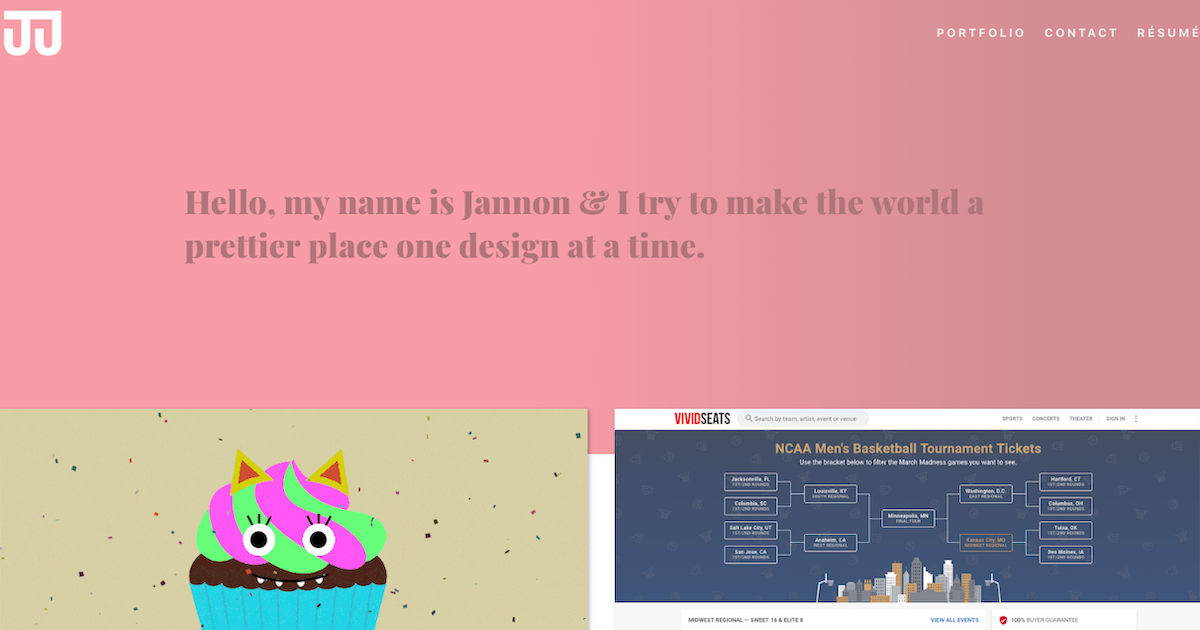 JJ
PORTFOLIO CONTACT RÉSUMÉ
Hello, my name is Jannon & I try to make the world a
prettier place one design at a time.
VIVIDSEATS
Search by team, artist, event or venue
SPORTS CONCERTS THEATER SIGN IN
NCAA Men's Basketball Tournament Tickets
Use the bracket below to filter the March Madness games you want to see.
Jacksonville, FL
1ST/2ND ROUNDS
Columbia, SC
1ST/2ND ROUNDS
Salt Lake City, UT
1ST/2ND ROUNDS
San Jose, CA
1ST/2ND ROUNDS
Louisville, KY
SOUTH REGIONAL
Anaheim, CA
WEST REGIONAL
Minneapolis, MN
FINAL FOUR
Washington, D.C.
EAST REGIONAL
Kansas City, MO
MIDWEST REGIONAL
Hartford, CT
1ST/2ND ROUNDS
Columbus, OH
1ST/2ND ROUNDS
Tulsa, OK
1ST/2ND ROUNDS
Des Moines, IA
1ST/2ND ROUNDS
MIDWEST REGIONAL — SWEET 16 & ELITE 8
VIEW ALL EVENTS
100% BUYER GUARANTEE